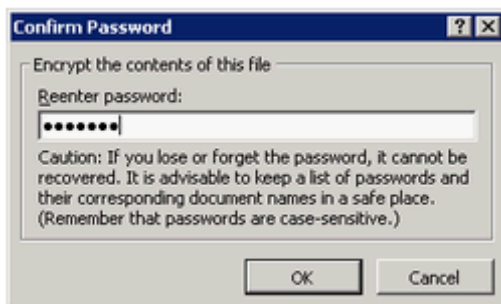 Confirm Password
Encrypt the contents of this file
Reenter password:
•••••••
Caution: If you lose or forget the password, it cannot be
recovered. It is advisable to keep a list of passwords and
their corresponding document names in a safe place.
(Remember that passwords are case-sensitive.)
OK
Cancel